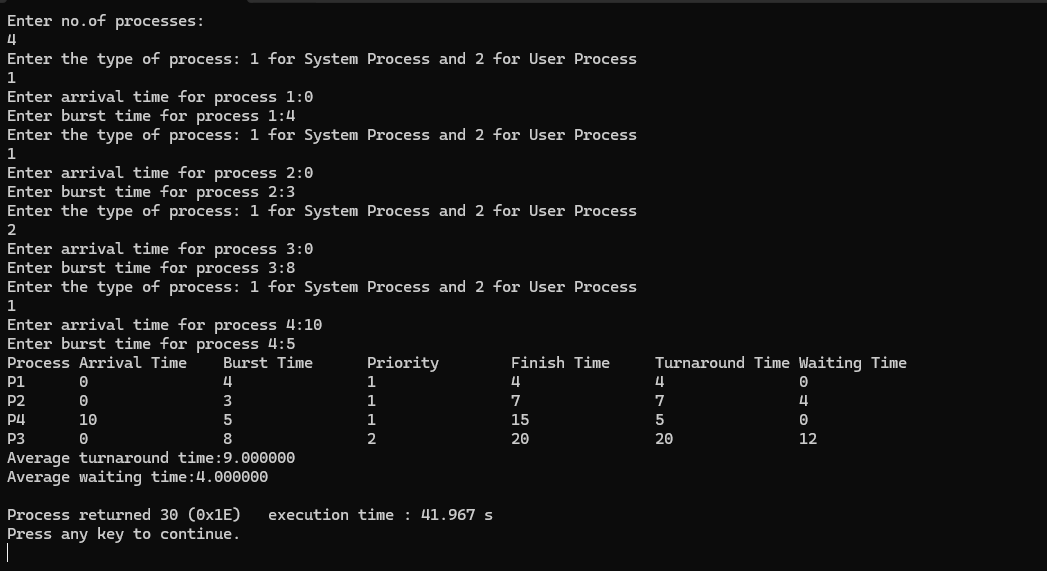 Enter no.of processes:
4
Enter the type of process: 1 for System Process and 2 for User Process
1
Enter arrival time for process 1:0
Enter burst time for process 1:4
Enter the type of process: 1 for System Process and 2 for User Process
1
Enter arrival time for process 2:0
Enter burst time for process 2:3
Enter the type of process: 1 for System Process and 2 for User Process
2
Enter arrival time for process 3:0
Enter burst time for process 3:8
Enter the type of process: 1 for System Process and 2 for User Process
1
Enter arrival time for process 4:10
Enter burst time for process 4:5
Process Arrival Time    Burst Time      Priority        Finish Time     Turnaround Time Waiting Time
P1      0               4               1               4               4               0
P2      0               3               1               7               7               4
P4      10              5               1               15              5               0
P3      0               8               2               20              20              12
Average turnaround time:9.000000
Average waiting time:4.000000
Process returned 30 (0x1E)   execution time : 41.967 s
Press any key to continue.